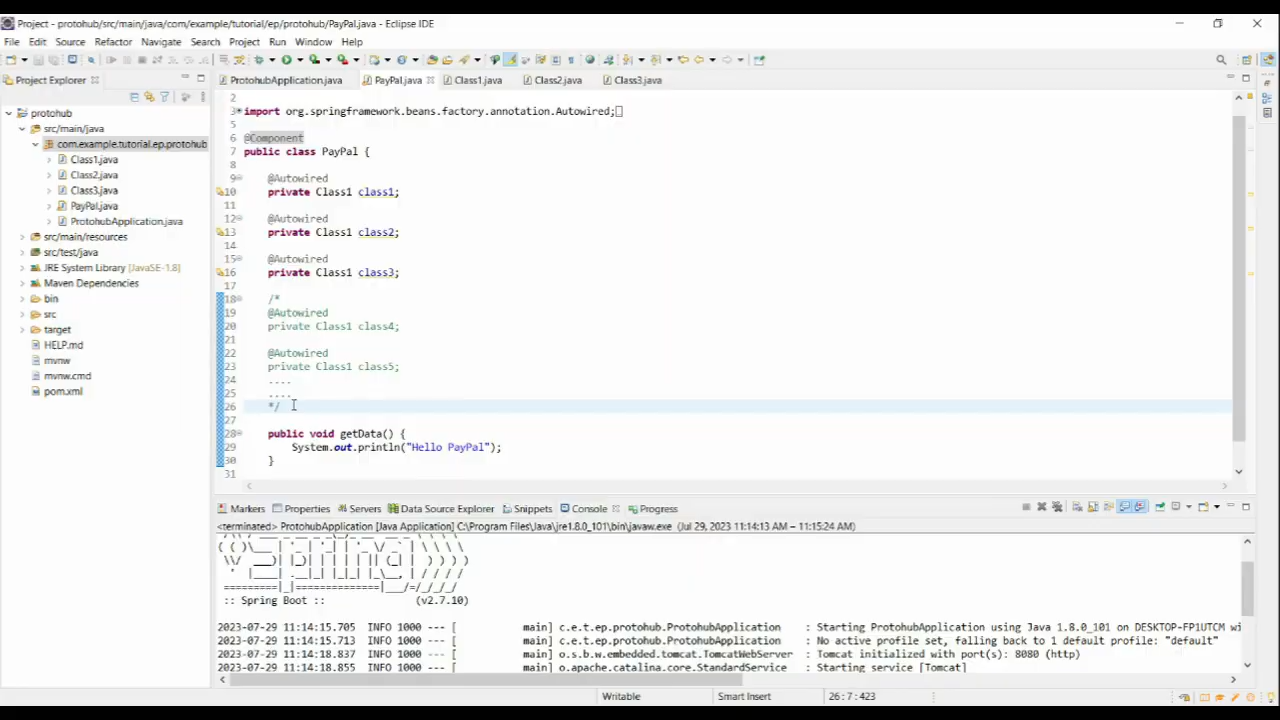 Project - protohub/src/main/java/com/example/tutorial/ep/protohub/PayPal.java - Eclipse IDE
File Edit Source Refactor Navigate Search Project Run Window Help
Project Explorer
ProtohubApplication.java PayPal.java Class1.java Class2.java Class3.java
protohub
src/main/java
com.example.tutorial.ep.protohub
Class1.java
Class2.java
Class3.java
PayPal.java
ProtohubApplication.java
src/main/resources
src/test/java
JRE System Library [JavaSE-1.8]
Maven Dependencies
bin
src
target
HELP.md
mvnw
mvnw.cmd
pom.xml
2
3 import org.springframework.beans.factory.annotation.Autowired;
5
6 @Component
7 public class PayPal {
8
9 @Autowired
10 private Class1 class1;
11
12 @Autowired
13 private Class1 class2;
14
15 @Autowired
16 private Class1 class3;
17
18 /*
19 @Autowired
20 private Class1 class4;
21
22 @Autowired
23 private Class1 class5;
24 ....
25 ....
26 */
27
28 public void getData() {
29 System.out.println("Hello PayPal");
30 }
31
Markers Properties Servers Data Source Explorer Snippets Console Progress
<terminated> ProtohubApplication [Java Application] C:\Program Files\Java\jre1.8.0_101\bin\javaw.exe (Jul 29, 2023 11:14:13 AM – 11:15:24 AM)
:: Spring Boot :: (v2.7.10)
2023-07-29 11:14:15.705 INFO 1000 --- [ main] c.e.t.ep.protohub.ProtohubApplication : Starting ProtohubApplication using Java 1.8.0_101 on DESKTOP-FP1UTCM wi
2023-07-29 11:14:15.713 INFO 1000 --- [ main] c.e.t.ep.protohub.ProtohubApplication : No active profile set, falling back to 1 default profile: "default"
2023-07-29 11:14:18.837 INFO 1000 --- [ main] o.s.b.w.embedded.tomcat.TomcatWebServer : Tomcat initialized with port(s): 8080 (http)
2023-07-29 11:14:18.855 INFO 1000 --- [ main] o.apache.catalina.core.StandardService : Starting service [Tomcat]
Writable Smart Insert 26 : 7 : 423